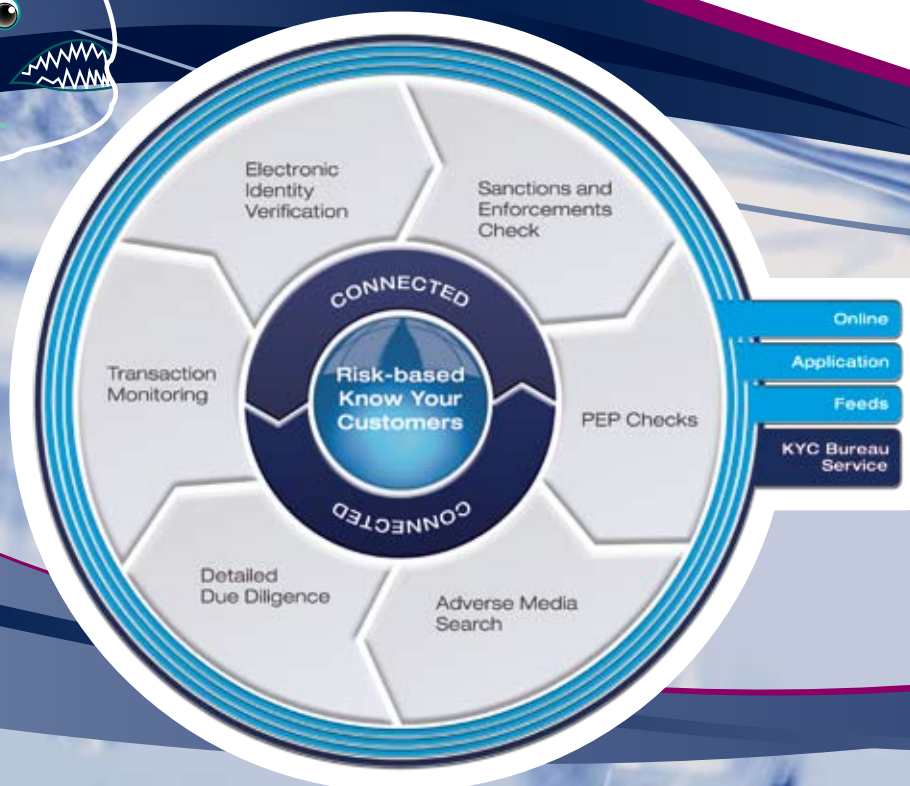 Electronic
Identity
Verification
Sanctions and
Enforcements
Check
CONNECTED
Online
Application
Feeds
KYC Bureau
Service
Transaction
Monitoring
Risk-based
Know Your
Customers
PEP Checks
CONNECTED
Detailed
Due Diligence
Adverse Media
Search